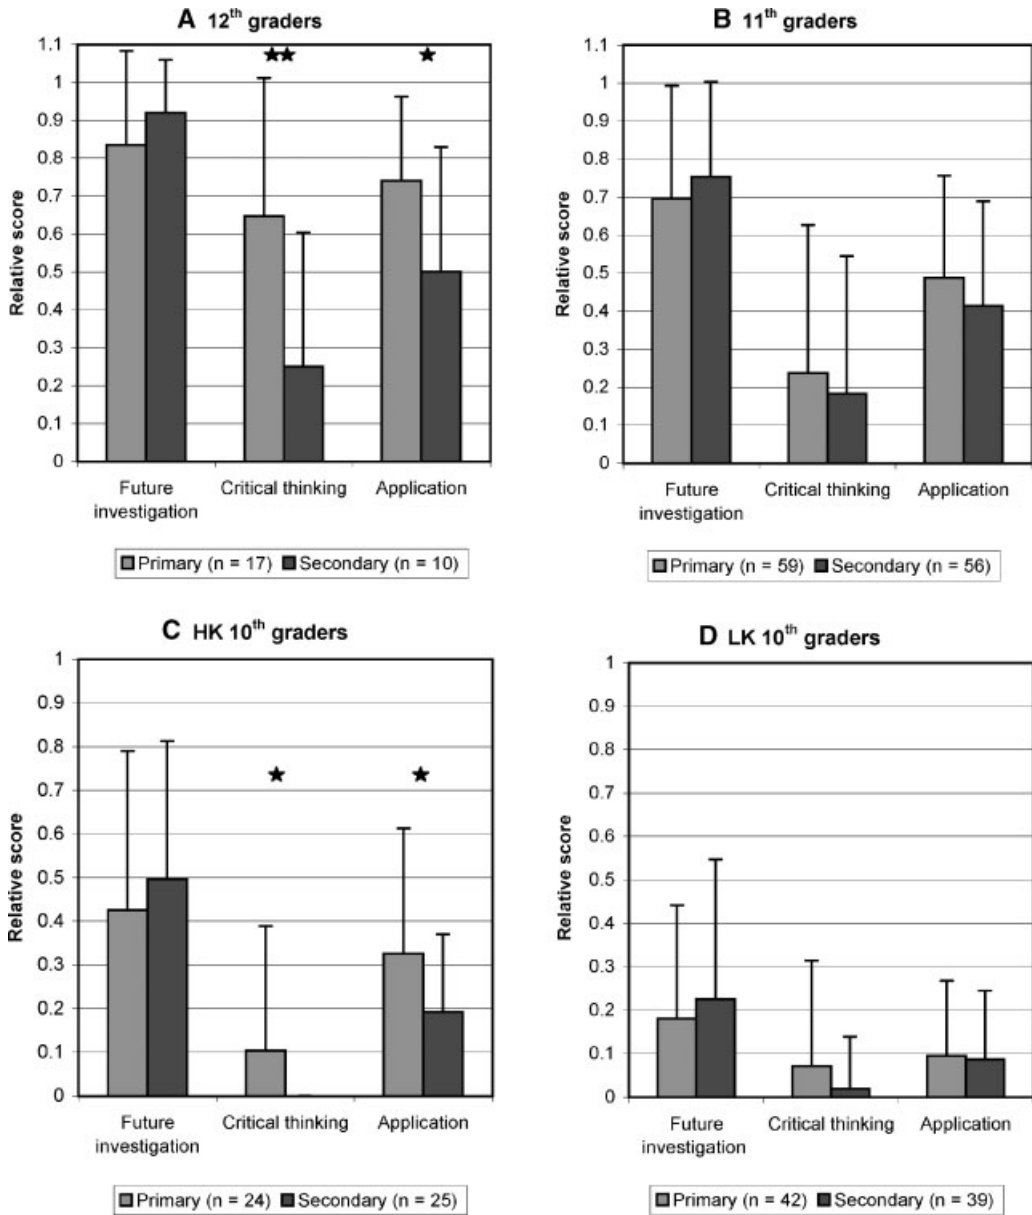 A 12th graders
1.1
1
0.9
0.8
0.7
0.6
0.5
0.4
0.3
0.2
0.1
0
Relative score
★★
★
Future investigation
Critical thinking
Application
Primary (n = 17) Secondary (n = 10)
B 11th graders
1.1
1
0.9
0.8
0.7
0.6
0.5
0.4
0.3
0.2
0.1
0
Relative score
Future investigation
Critical thinking
Application
Primary (n = 59) Secondary (n = 56)
C HK 10th graders
1
0.9
0.8
0.7
0.6
0.5
0.4
0.3
0.2
0.1
0
Relative score
★
★
Future investigation
Critical thinking
Application
Primary (n = 24) Secondary (n = 25)
D LK 10th graders
1
0.9
0.8
0.7
0.6
0.5
0.4
0.3
0.2
0.1
0
Relative score
Future investigation
Critical thinking
Application
Primary (n = 42) Secondary (n = 39)